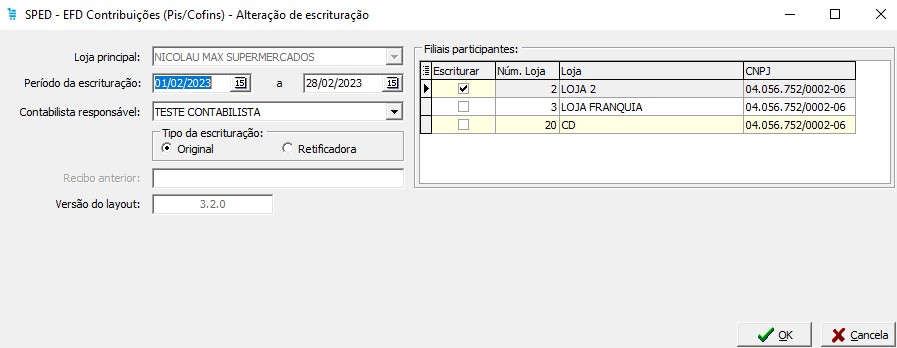 SPED - EFD Contribuições (Pis/Cofins) - Alteração de escrituração
Loja principal: NICOLAU MAX SUPERMERCADOS
Período da escrituração: 01/02/2023 15 a 28/02/2023 15
Contabilista responsável: TESTE CONTABILISTA
Tipo da escrituração:
Original Retificadora
Recibo anterior:
Versão do layout: 3.2.0
Filiais participantes:
Escriturar Núm. Loja Loja CNPJ
2 LOJA 2 04.056.752/0002-06
3 LOJA FRANQUIA 04.056.752/0002-06
20 CD 04.056.752/0002-06
OK Cancela